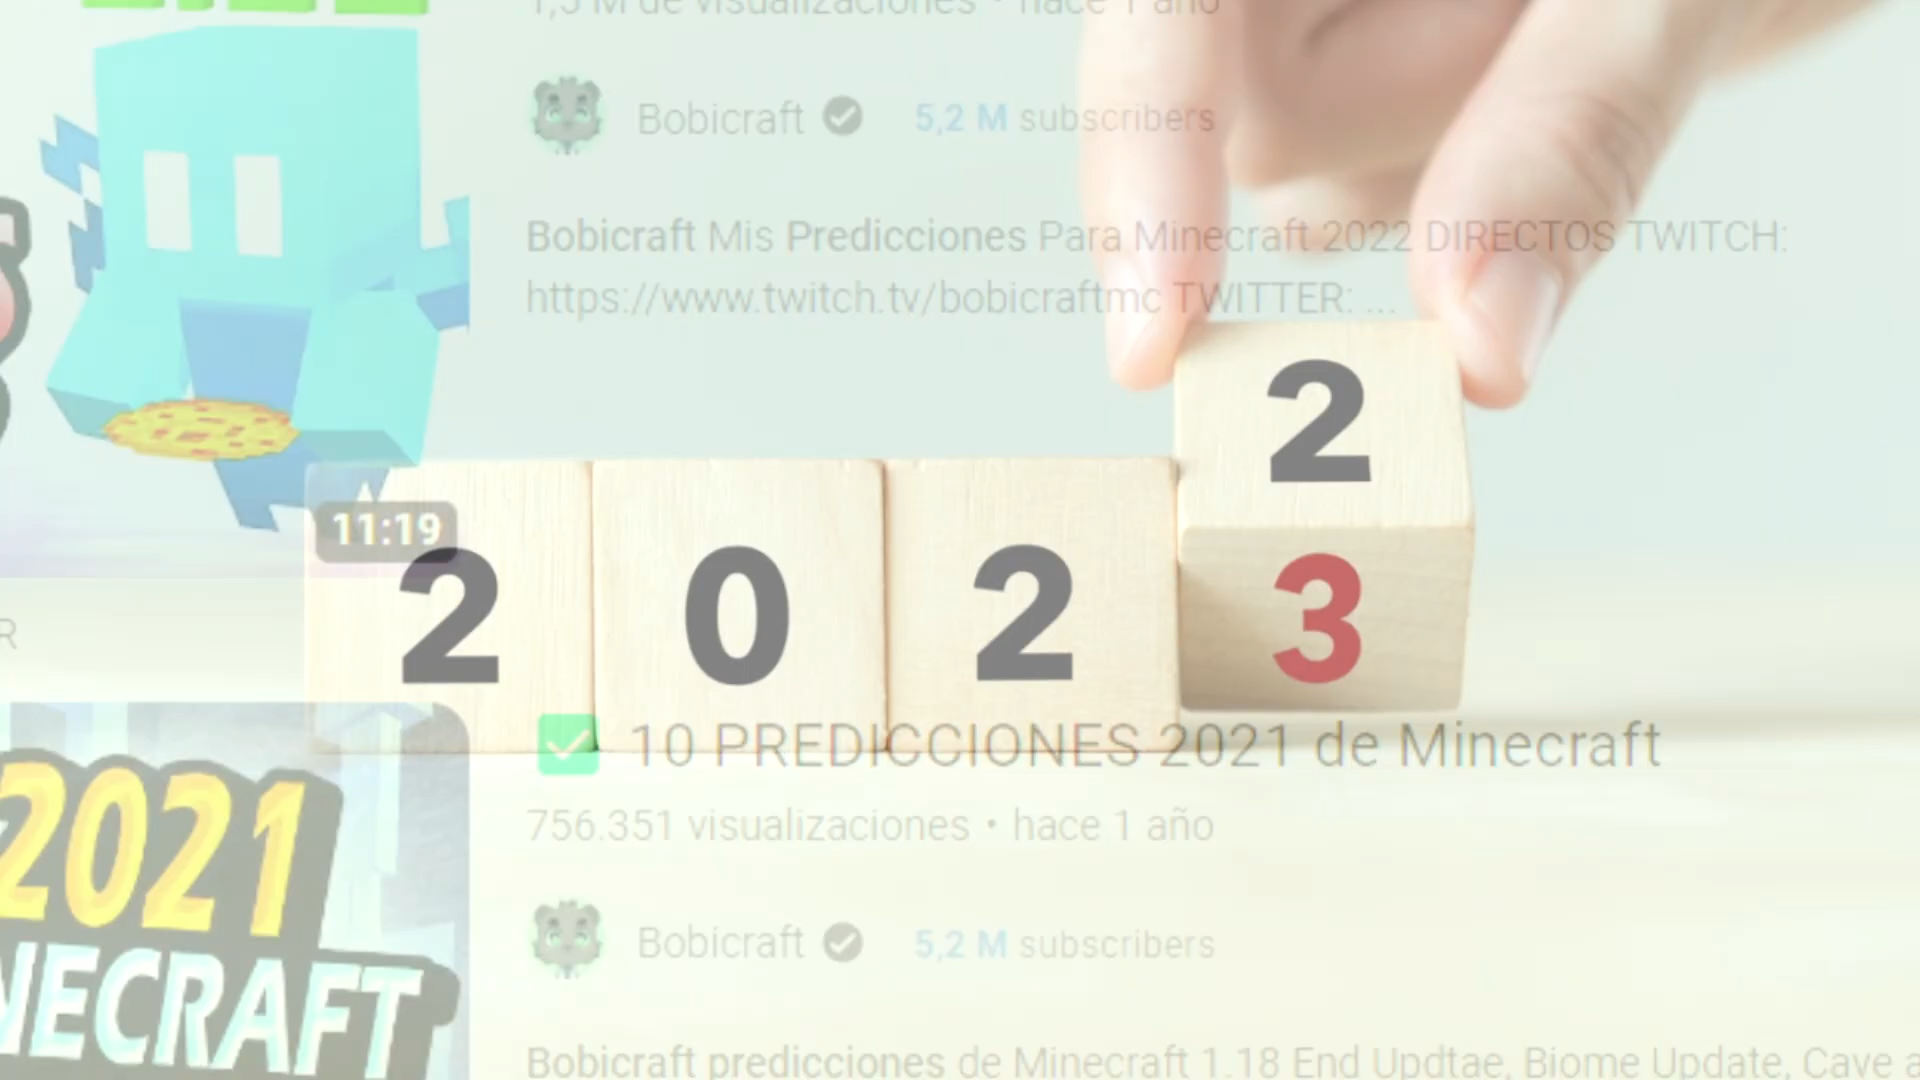 1,5 M de visualizaciones • hace 1 año
Bobicraft 5,2 M subscribers
Bobicraft Mis Predicciones Para Minecraft 2022 DIRECTOS TWITCH:
https://www.twitch.tv/bobicraftmc TWITTER: ...
2
11:19
2 0 2 3
R
10 PREDICCIONES 2021 de Minecraft
756.351 visualizaciones • hace 1 año
2021
NECRAFT
Bobicraft 5,2 M subscribers
Bobicraft predicciones de Minecraft 1.18 End Updtae, Biome Update, Cave a